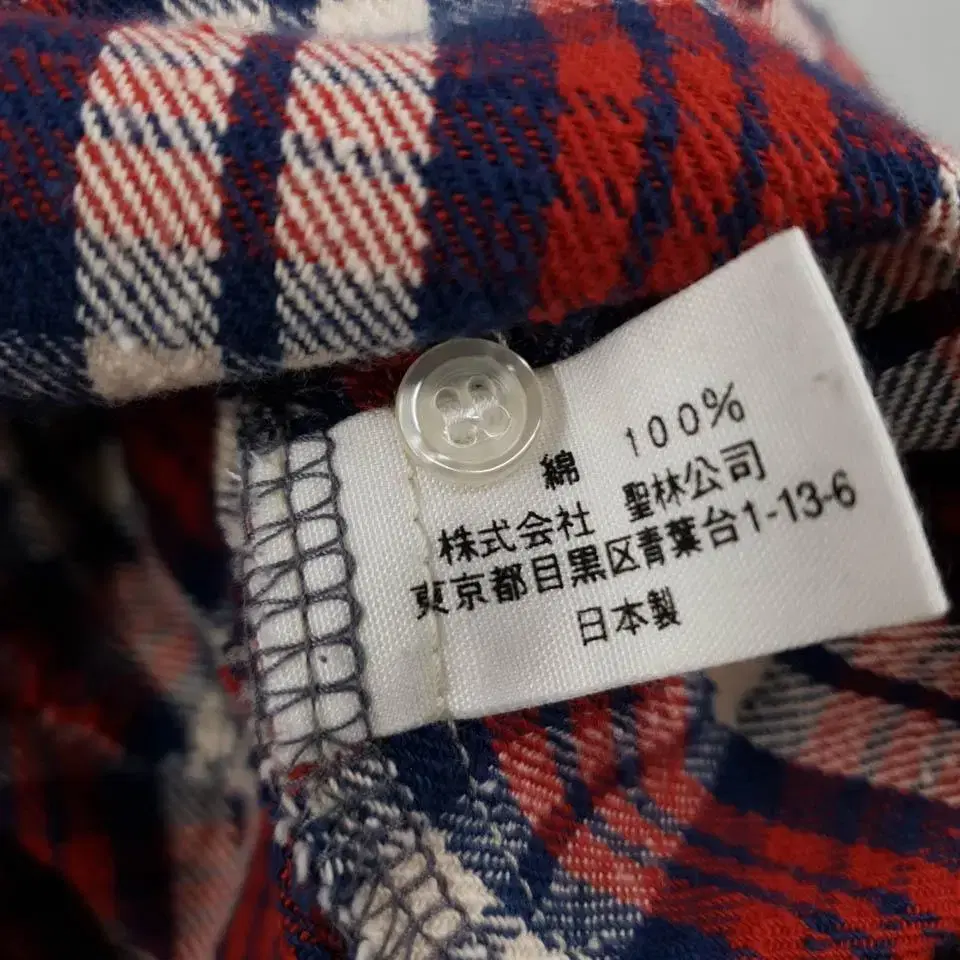 綿 100%
株式会社 聖林公司
東京都目黒区青葉台1-13-6
日本製